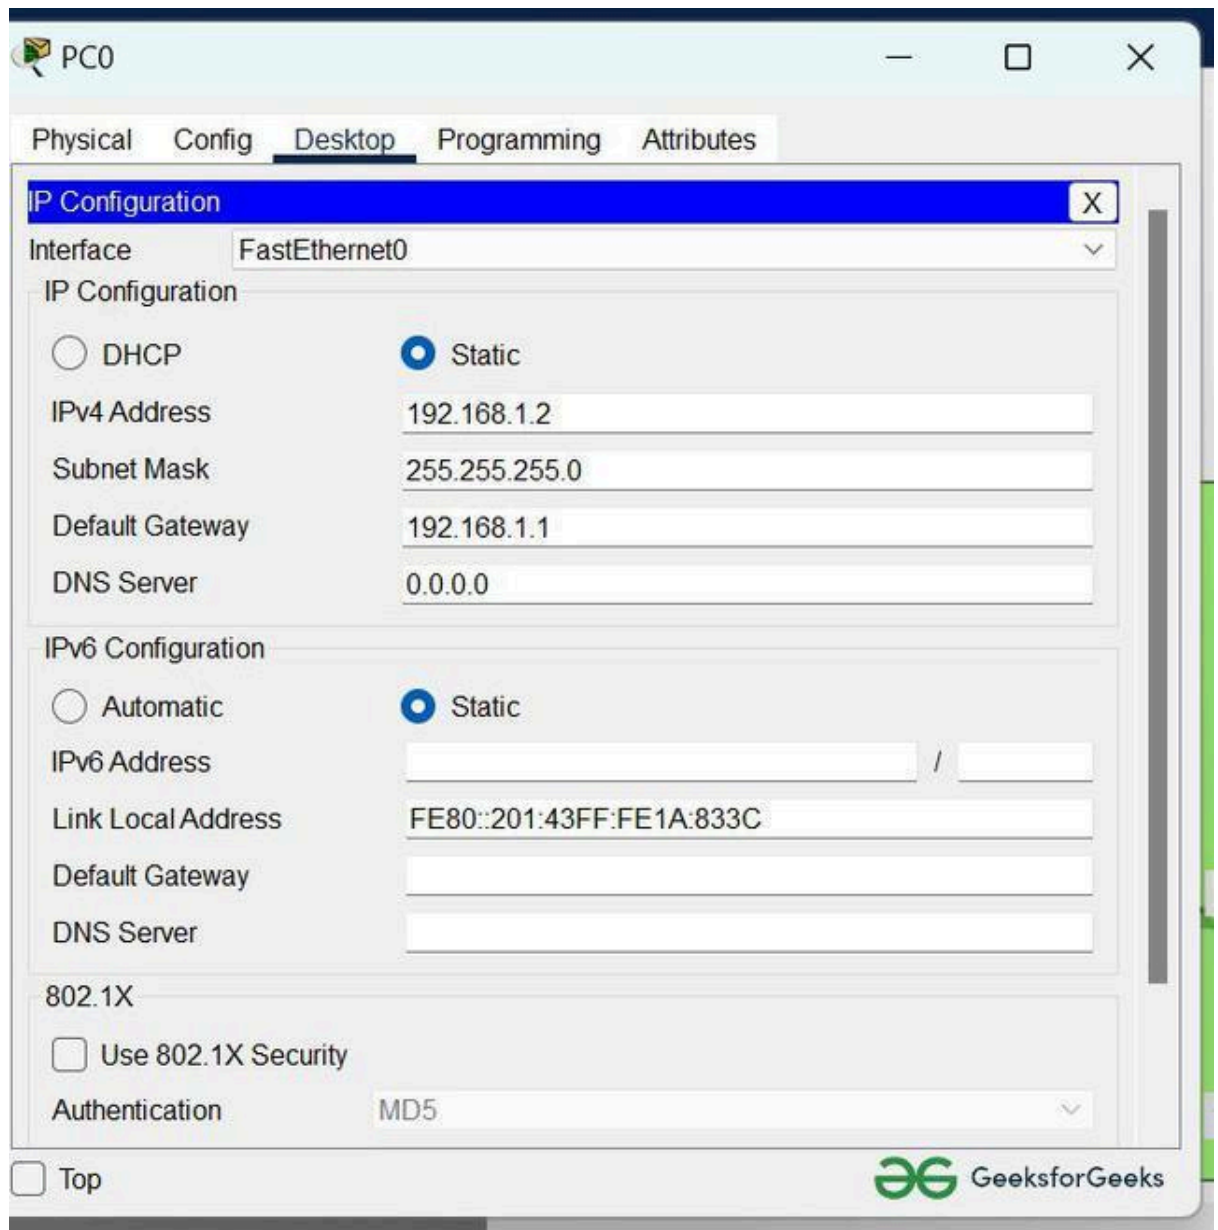 PC0
Physical Config Desktop Programming Attributes
IP Configuration X
Interface FastEthernet0
IP Configuration
DHCP Static
IPv4 Address 192.168.1.2
Subnet Mask 255.255.255.0
Default Gateway 192.168.1.1
DNS Server 0.0.0.0
IPv6 Configuration
Automatic Static
IPv6 Address /
Link Local Address FE80::201:43FF:FE1A:833C
Default Gateway
DNS Server
802.1X
Use 802.1X Security
Authentication MD5
Top GeeksforGeeks